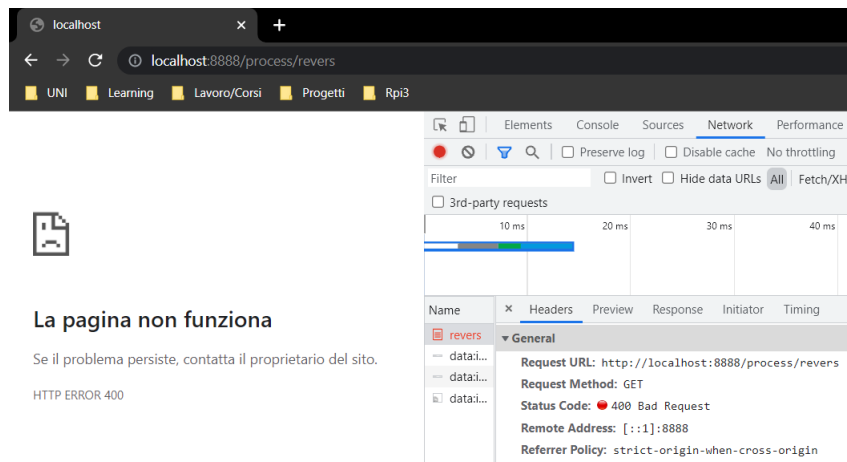 localhost
localhost:8888/process/revers
UNI Learning Lavoro/Corsi Progetti Rpi3
Elements Console Sources Network Performance
Preserve log Disable cache No throttling
Filter Invert Hide data URLs All Fetch/XH
3rd-party requests
10 ms 20 ms 30 ms 40 ms
La pagina non funziona
Se il problema persiste, contatta il proprietario del sito.
HTTP ERROR 400
Name Headers Preview Response Initiator Timing
revers
data:i...
data:i...
data:i...
General
Request URL: http://localhost:8888/process/revers
Request Method: GET
Status Code: 400 Bad Request
Remote Address: [::1]:8888
Referrer Policy: strict-origin-when-cross-origin